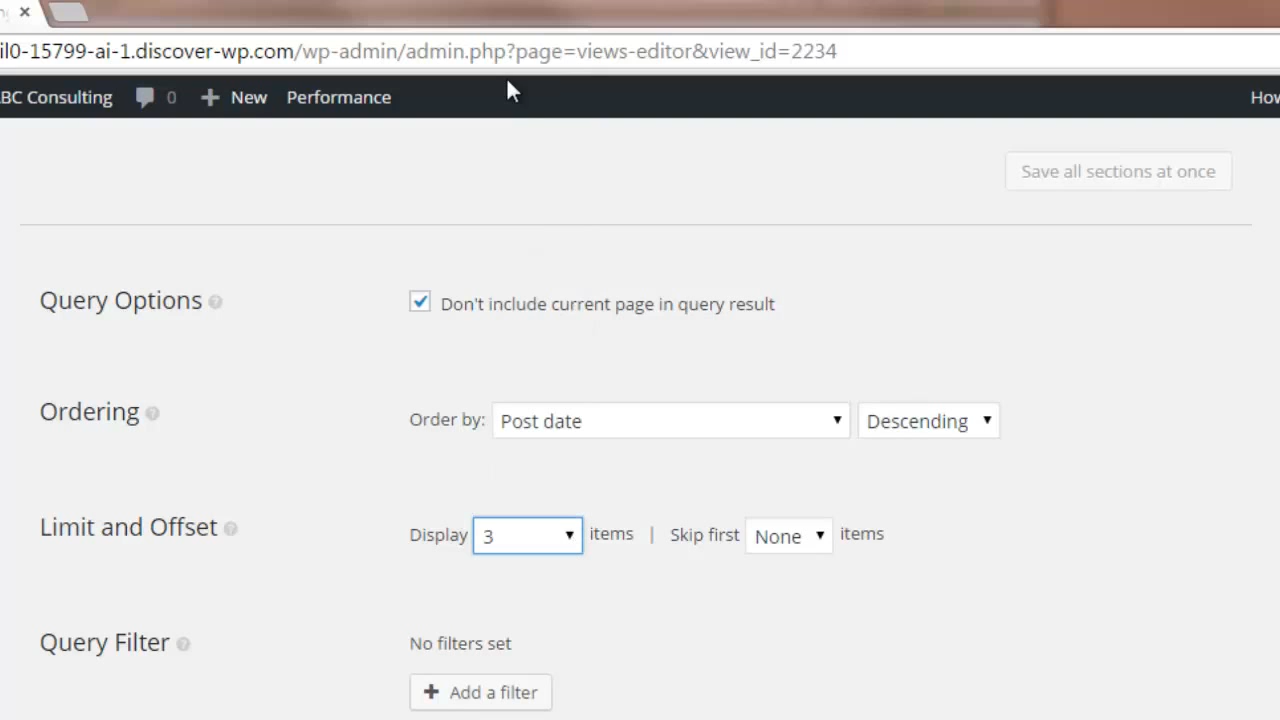 il0-15799-ai-1.discover-wp.com/wp-admin/admin.php?page=views-editor&view_id=2234
BC Consulting 0 New Performance How
Save all sections at once
Query Options ? Don't include current page in query result
Ordering ? Order by: Post date Descending
Limit and Offset ? Display 3 items | Skip first None items
Query Filter ? No filters set
Add a filter